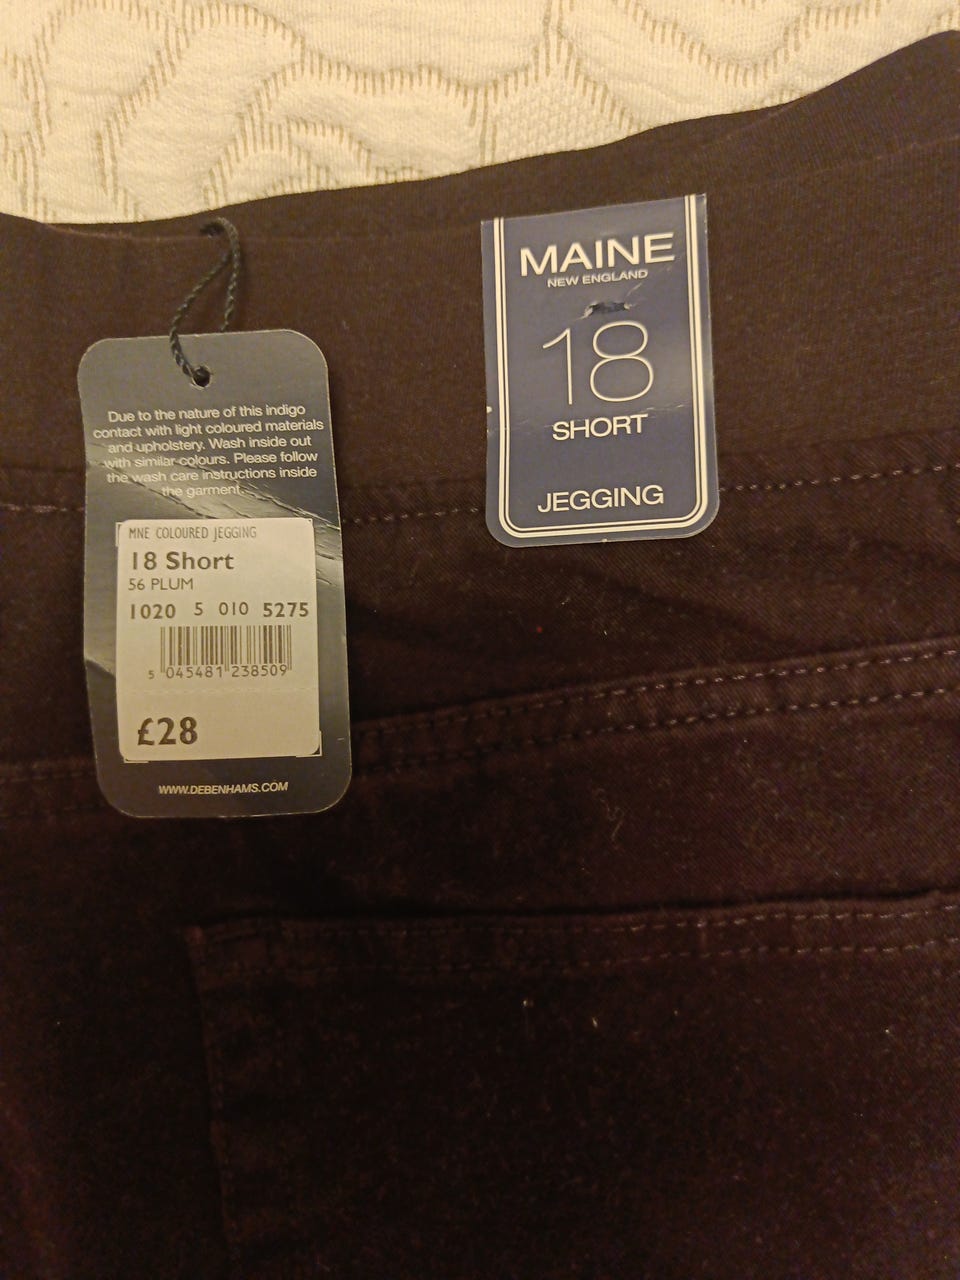 MAINE
NEW ENGLAND
18
SHORT
JEGGING
Due to the nature of this indigo
contact with light coloured materials
and upholstery. Wash inside out
with similar colours. Please follow
the wash care instructions inside
the garment.
MNE COLOURED JEGGING
18 Short
56 PLUM
1020 5 010 5275
5 045481 238509
£28
WWW.DEBENHAMS.COM